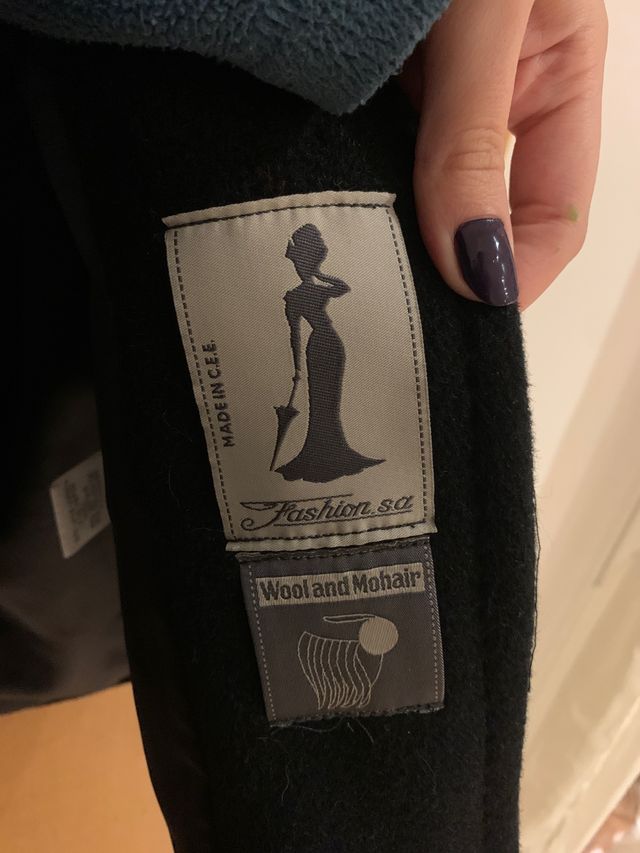 MADE IN C.E.E.
Fashion.sa
Wool and Mohair